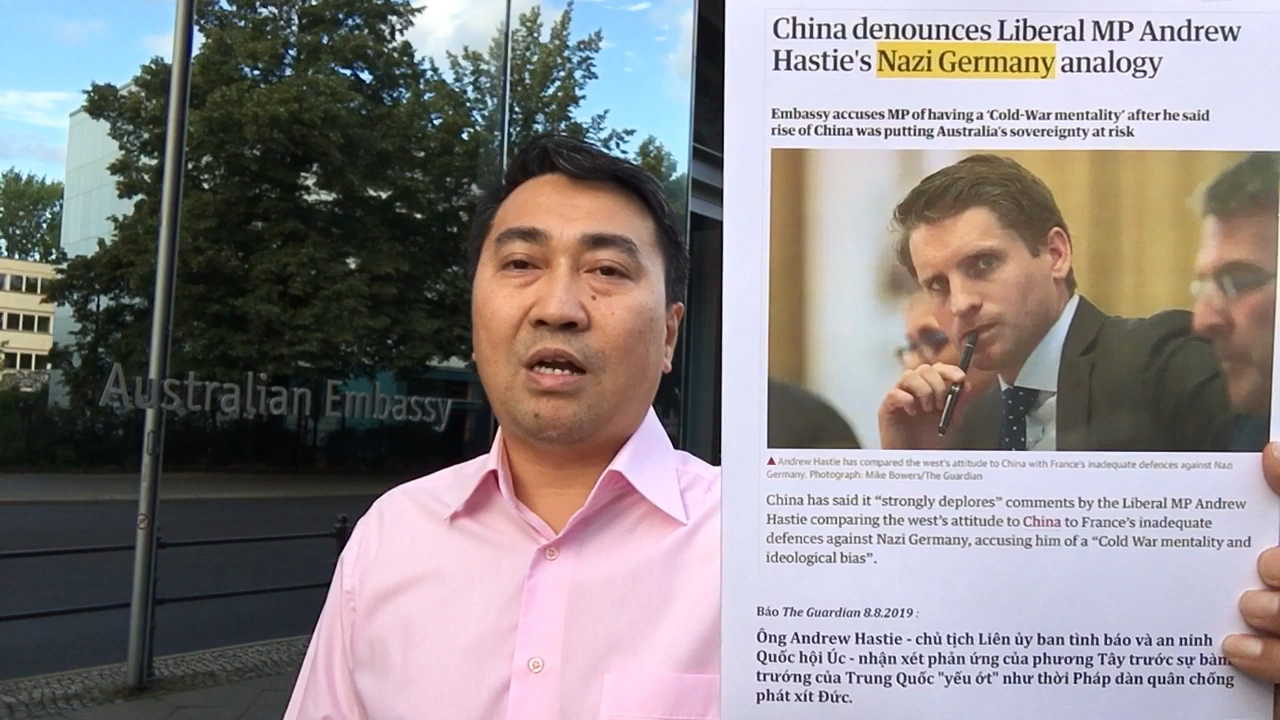 Australian Embassy
China denounces Liberal MP Andrew
Hastie's Nazi Germany analogy
Embassy accuses MP of having a ‘Cold-War mentality’ after he said
rise of China was putting Australia’s sovereignty at risk
Andrew Hastie has compared the west's attitude to China with France's inadequate defences against Nazi
Germany. Photograph: Mike Bowers/The Guardian
China has said it “strongly deplores” comments by the Liberal MP Andrew
Hastie comparing the west’s attitude to China to France’s inadequate
defences against Nazi Germany, accusing him of a “Cold War mentality and
ideological bias”.
Báo The Guardian 8.8.2019 :
Ông Andrew Hastie - chủ tịch Liên ủy ban tình báo và an ninh
Quốc hội Úc - nhận xét phản ứng của phương Tây trước sự bành
trướng của Trung Quốc "yếu ớt" như thời Pháp dàn quân chống
phát xít Đức.